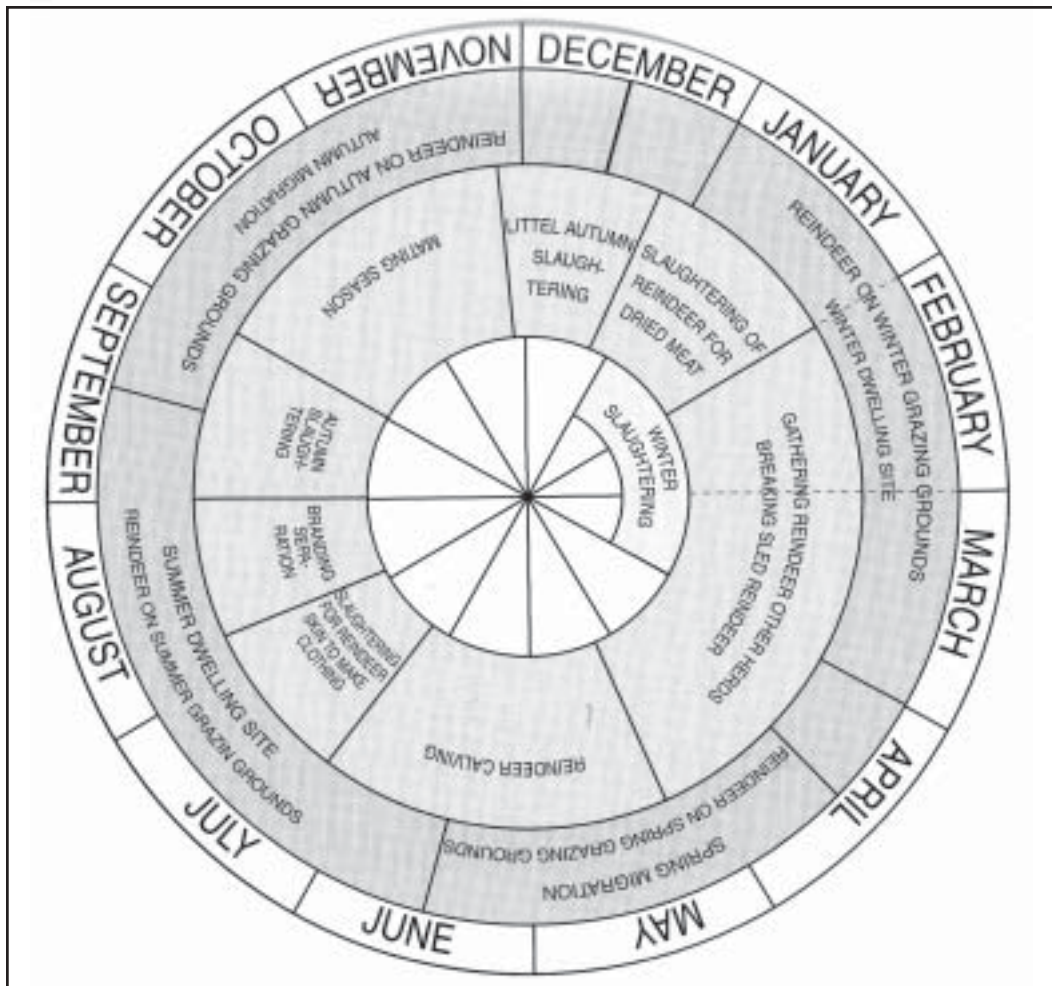 DECEMBER
JANUARY
FEBRUARY
MARCH
APRIL
MAY
JUNE
JULY
AUGUST
SEPTEMBER
OCTOBER
NOVEMBER
REINDEER ON WINTER GRAZING GROUNDS
WINTER DWELLING SITE
REINDEER ON SPRING GRAZING GROUNDS
SPRING MIGRATION
SUMMER DWELLING SITE
REINDEER ON SUMMER GRAZIN GROUNDS
AUTUMN MIGRATION
REINDEER ON AUTUMN GRAZING GROUNDS
LITTEL AUTUMN
SLAUGH-
TERING
SLAUGHTERING OF
REINDEER FOR
DRIED MEAT
WINTER
SLAUGHTERING
GATHERING REINDEER OTHER HERDS
BREAKING SLED REINDEER
REINDEER CALVING
SLAUGHTERING
FOR REINDEER
SKIN TO MAKE
CLOTHING
BRANDING
SEPA-
RATION
AUTUMN
SLAUGH-
TERING
MATING SEASON